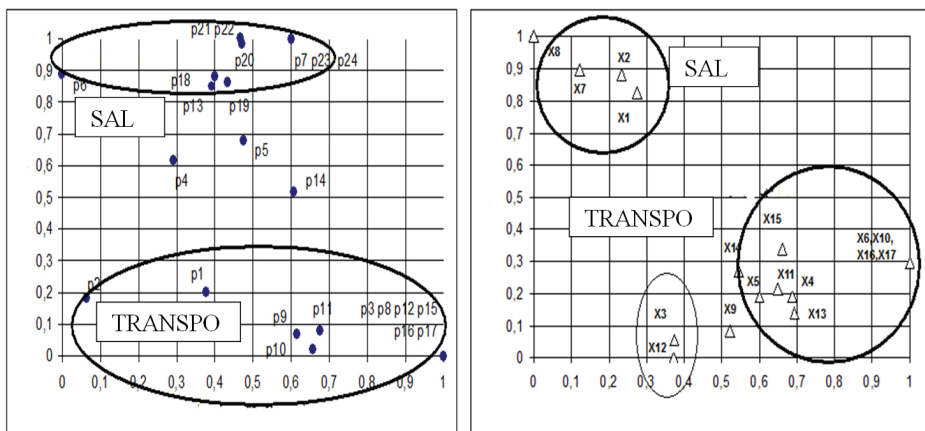 p21 p22
1
p20
p7 p23 p24
0,9
p18
p6
p13
p19
0,8
SAL
0,7
p5
0,6
p4
p14
0,5
0,4
0,3
p1
p2
0,2
p11
p3 p8 p12 p15
TRANSPO
p9
0,1
p16 p17
p10
0
0 0,1 0,2 0,3 0,4 0,5 0,6 0,7 0,8 0,9 1
1
X8
X2
SAL
0,9
X7
0,8
X1
0,7
0,6
0,5
TRANSPO
X15
0,4
X14
X6,X10,
X16,X17
0,3
X5
X11
X4
0,2
X3
X9
X13
0,1
X12
0
0 0,1 0,2 0,3 0,4 0,5 0,6 0,7 0,8 0,9 1